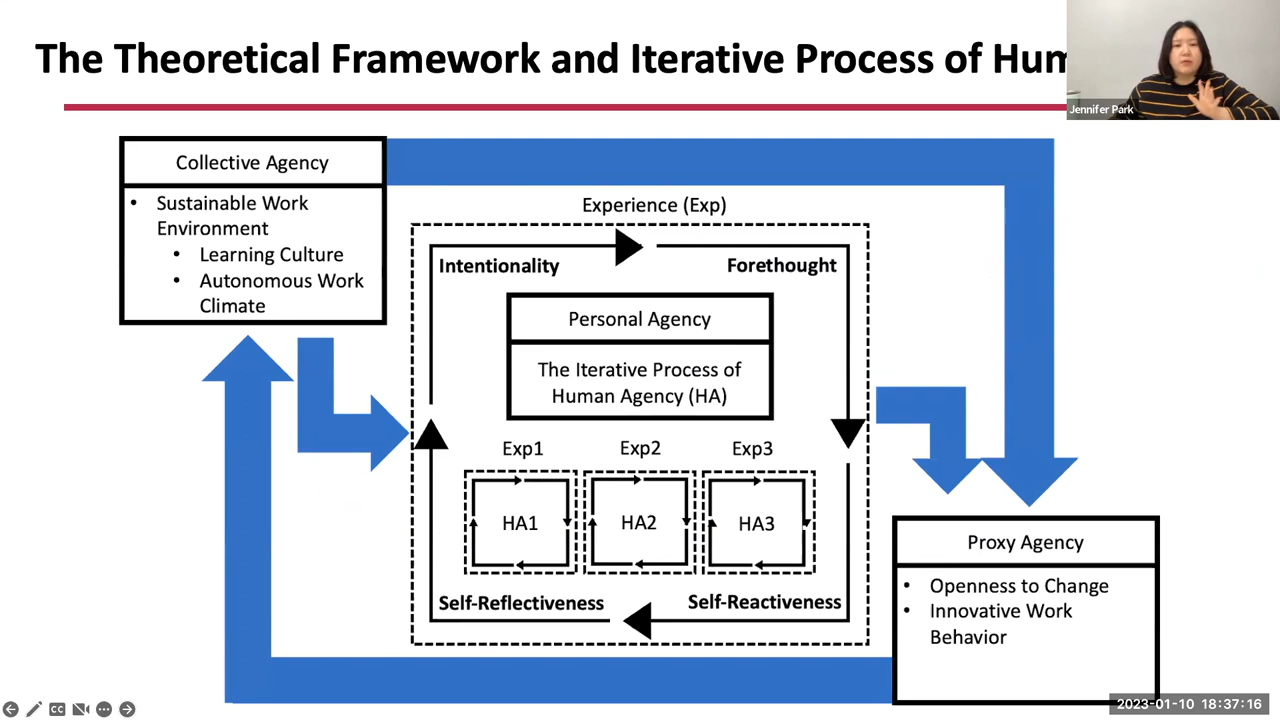 The Theoretical Framework and Iterative Process of
Jennifer Park
Collective Agency
• Sustainable Work
Environment
• Learning Culture
• Autonomous Work
Climate
Experience (Exp)
Intentionality
Forethought
Personal Agency
The Iterative Process of
Human Agency (HA)
Exp1
Exp2
Exp3
HA1
HA2
HA3
Self-Reflectiveness
Self-Reactiveness
Proxy Agency
• Openness to Change
• Innovative Work
Behavior
CC
2023-01-10 18:37:16